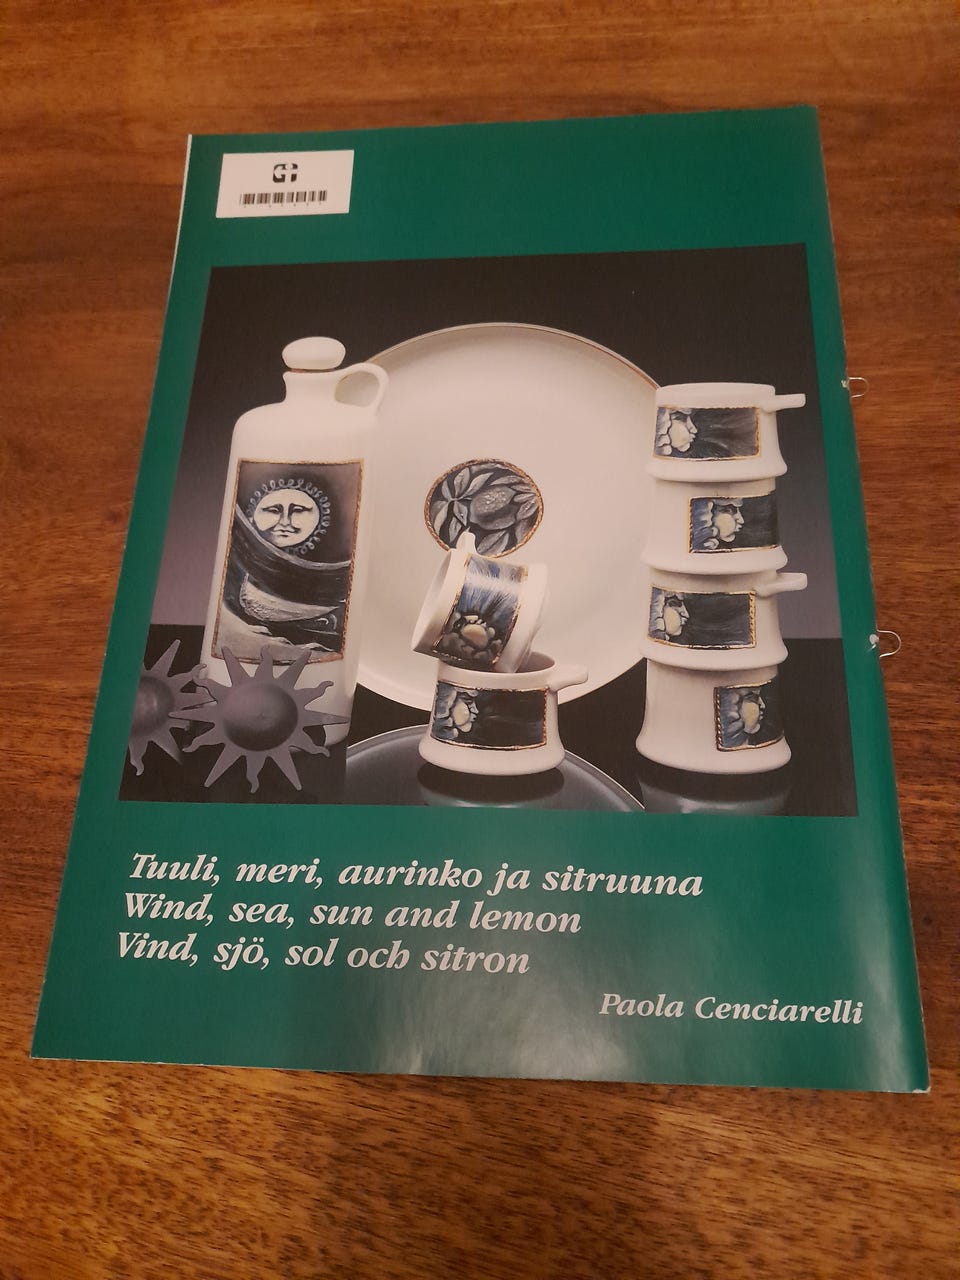 Tuuli, meri, aurinko ja sitruuna
Wind, sea, sun and lemon
Vind, sjö, sol och sitron
Paola Cenciarelli